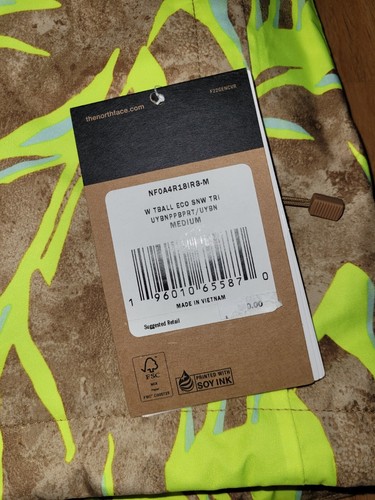 thenorthface.com
NF0A4R18IRG-M
W TBALL ECO SNW TRI
UYBNPPBPRT/UYBN
MEDIUM
1 96010 65587 0
MADE IN VIETNAM
Suggested Retail
FSC
PRINTED WITH
SOY INK